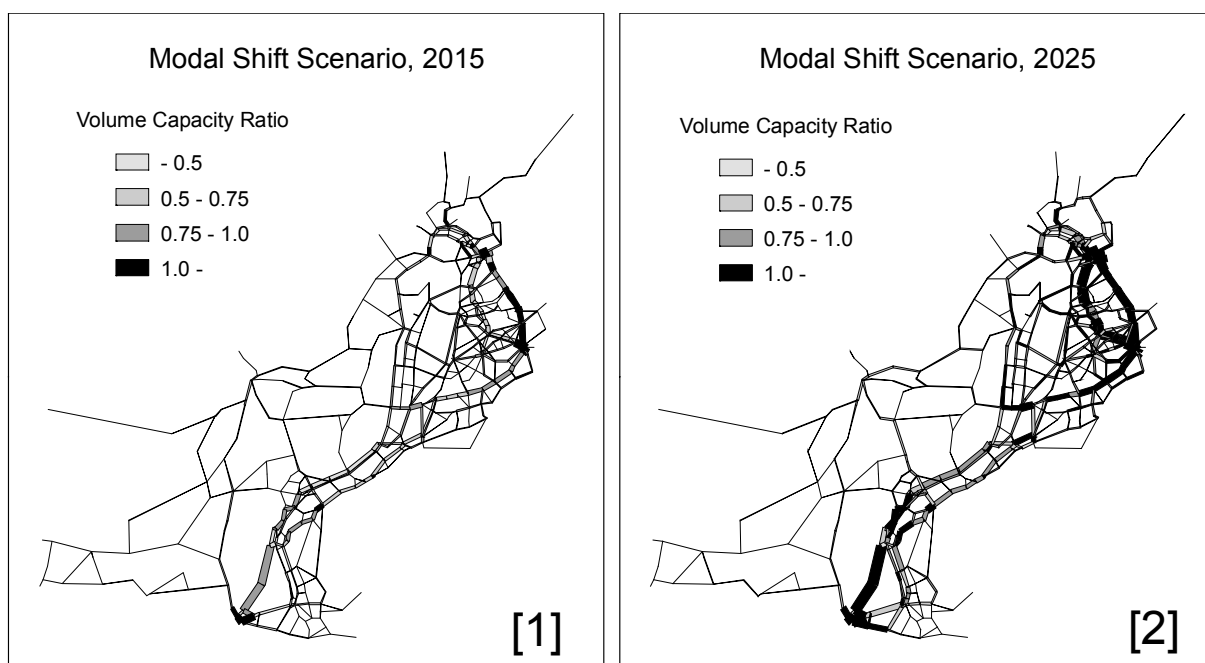 Modal Shift Scenario, 2015
Volume Capacity Ratio
- 0.5
0.5 - 0.75
0.75 - 1.0
1.0 -
[1]
Modal Shift Scenario, 2025
Volume Capacity Ratio
- 0.5
0.5 - 0.75
0.75 - 1.0
1.0 -
[2]